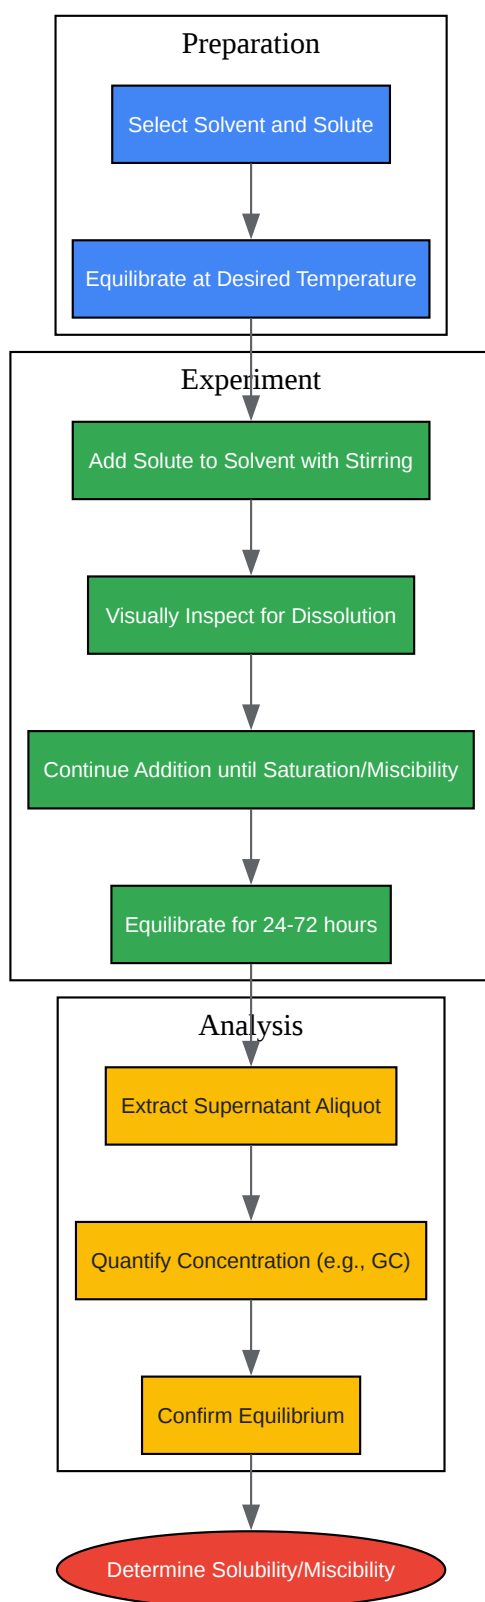 Preparation
Select Solvent and Solute
Equilibrate at Desired Temperature
Experiment
Add Solute to Solvent with Stirring
Visually Inspect for Dissolution
Continue Addition until Saturation/Miscibility
Equilibrate for 24-72 hours
Analysis
Extract Supernatant Aliquot
Quantify Concentration (e.g., GC)
Confirm Equilibrium
Determine Solubility/Miscibility